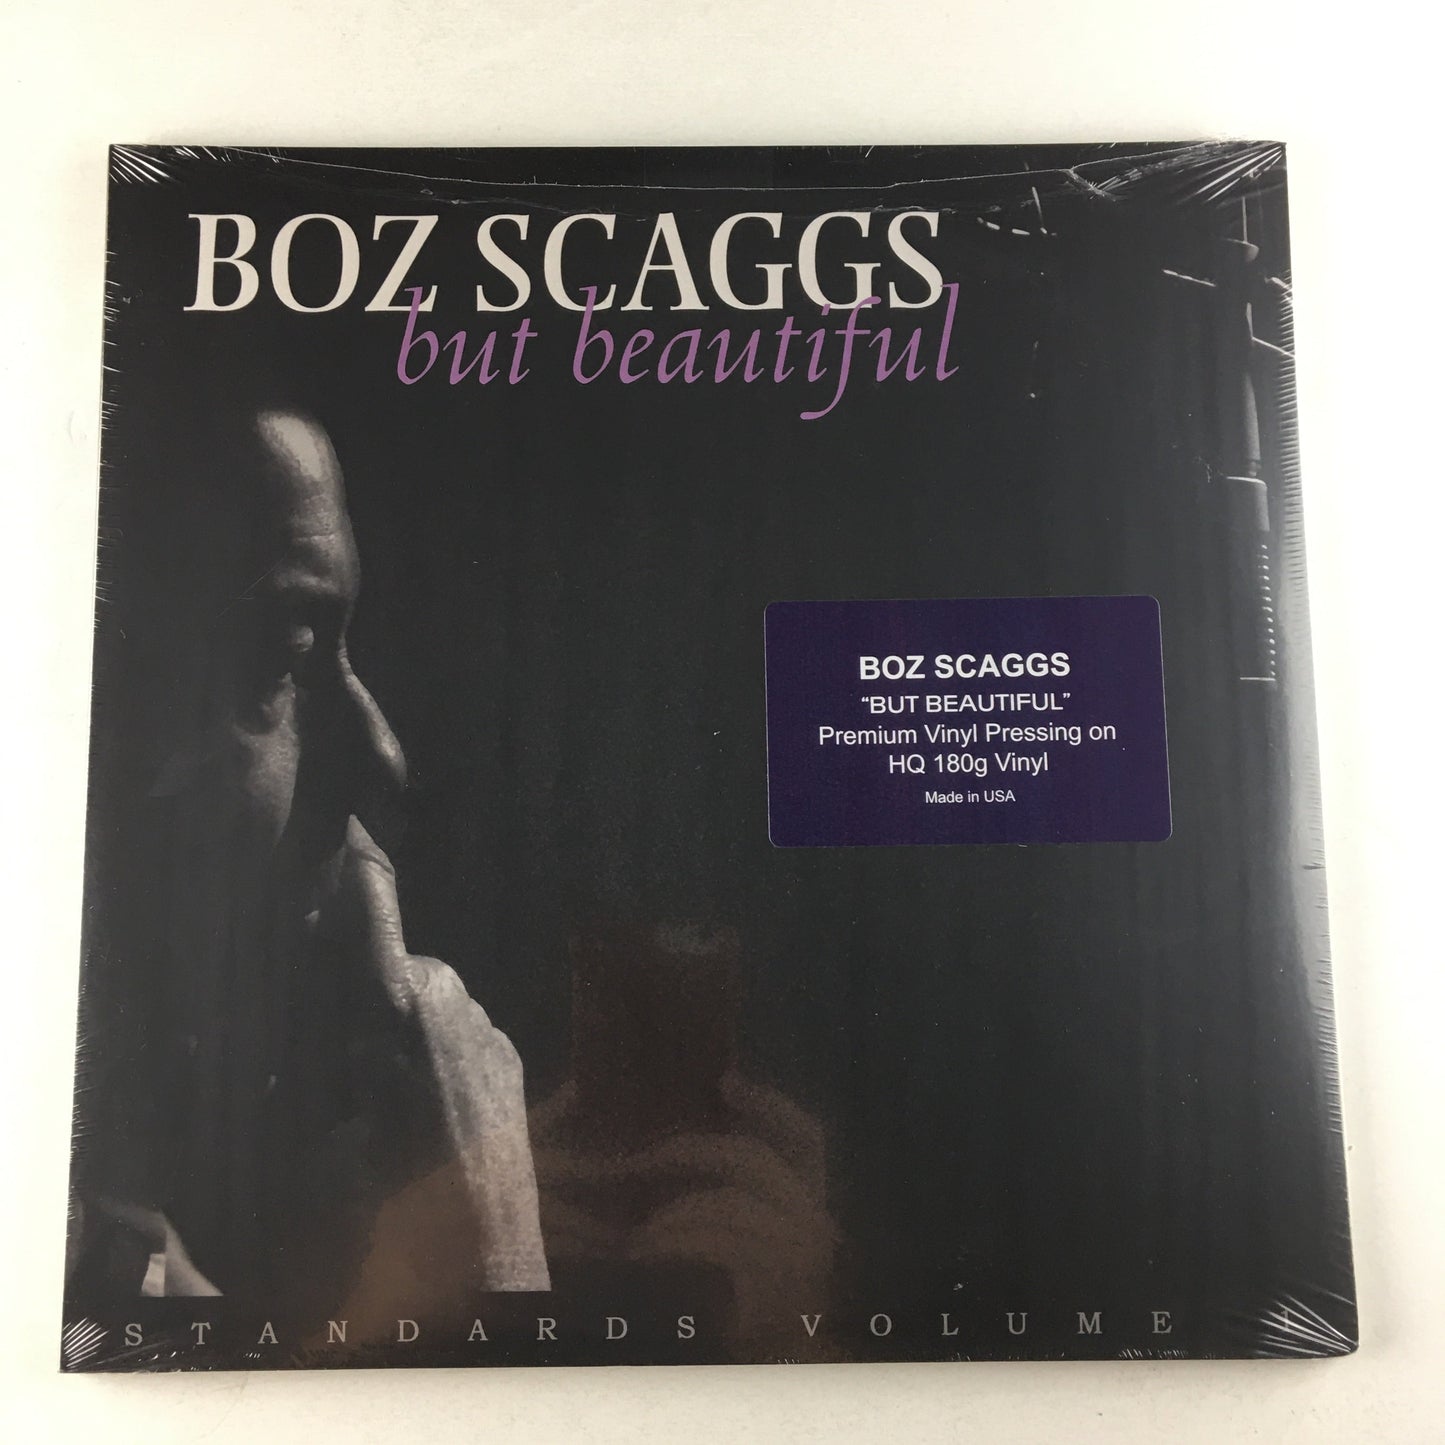 BOZ SCAGGS
but beautiful
BOZ SCAGGS
“BUT BEAUTIFUL”
Premium Vinyl Pressing on
HQ 180g Vinyl
Made in USA
STANDARDS VOLUME 1